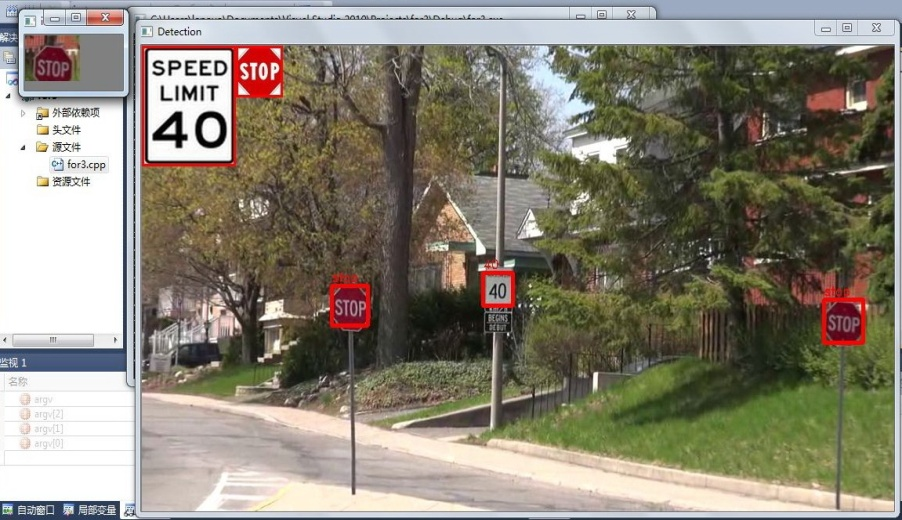 STOP
Detection
SPEED
LIMIT
40
STOP
外部依赖项
头文件
源文件
for3.cpp
资源文件
STOP
40
BEGINS
DEBUT
STOP
监视 1
名称
argv
argv[2]
argv[1]
argv[0]
自动窗口
局部变量